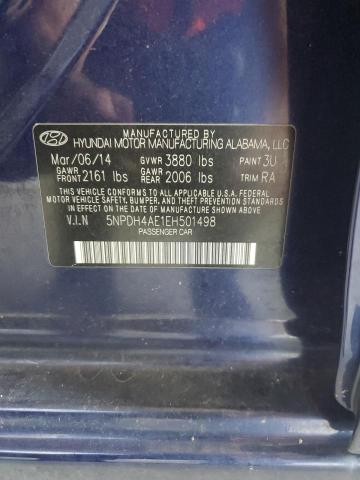 MANUFACTURED BY
HYUNDAI MOTOR MANUFACTURING ALABAMA, LLC
Mar/06/14 GVWR 3880 lbs PAINT 3U
GAWR FRONT 2161 lbs GAWR REAR 2006 lbs TRIM RA
THIS VEHICLE CONFORMS TO ALL APPLICABLE U.S.A. FEDERAL
MOTOR VEHICLE SAFETY, BUMPER, AND THEFT PREVENTION STANDARDS
IN EFFECT ON THE DATE OF MANUFACTURE SHOWN ABOVE.
V.I.N 5NPDH4AE1EH501498
PASSENGER CAR